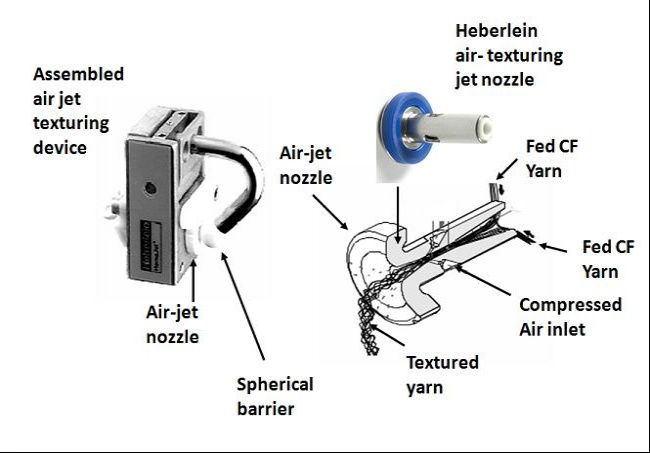 Heberlein
air- texturing
jet nozzle
Assembled
air jet
texturing
device
Air-jet
nozzle
Fed CF
Yarn
Fed CF
Yarn
Compressed
Air inlet
Air-jet
nozzle
Textured
yarn
Spherical
barrier